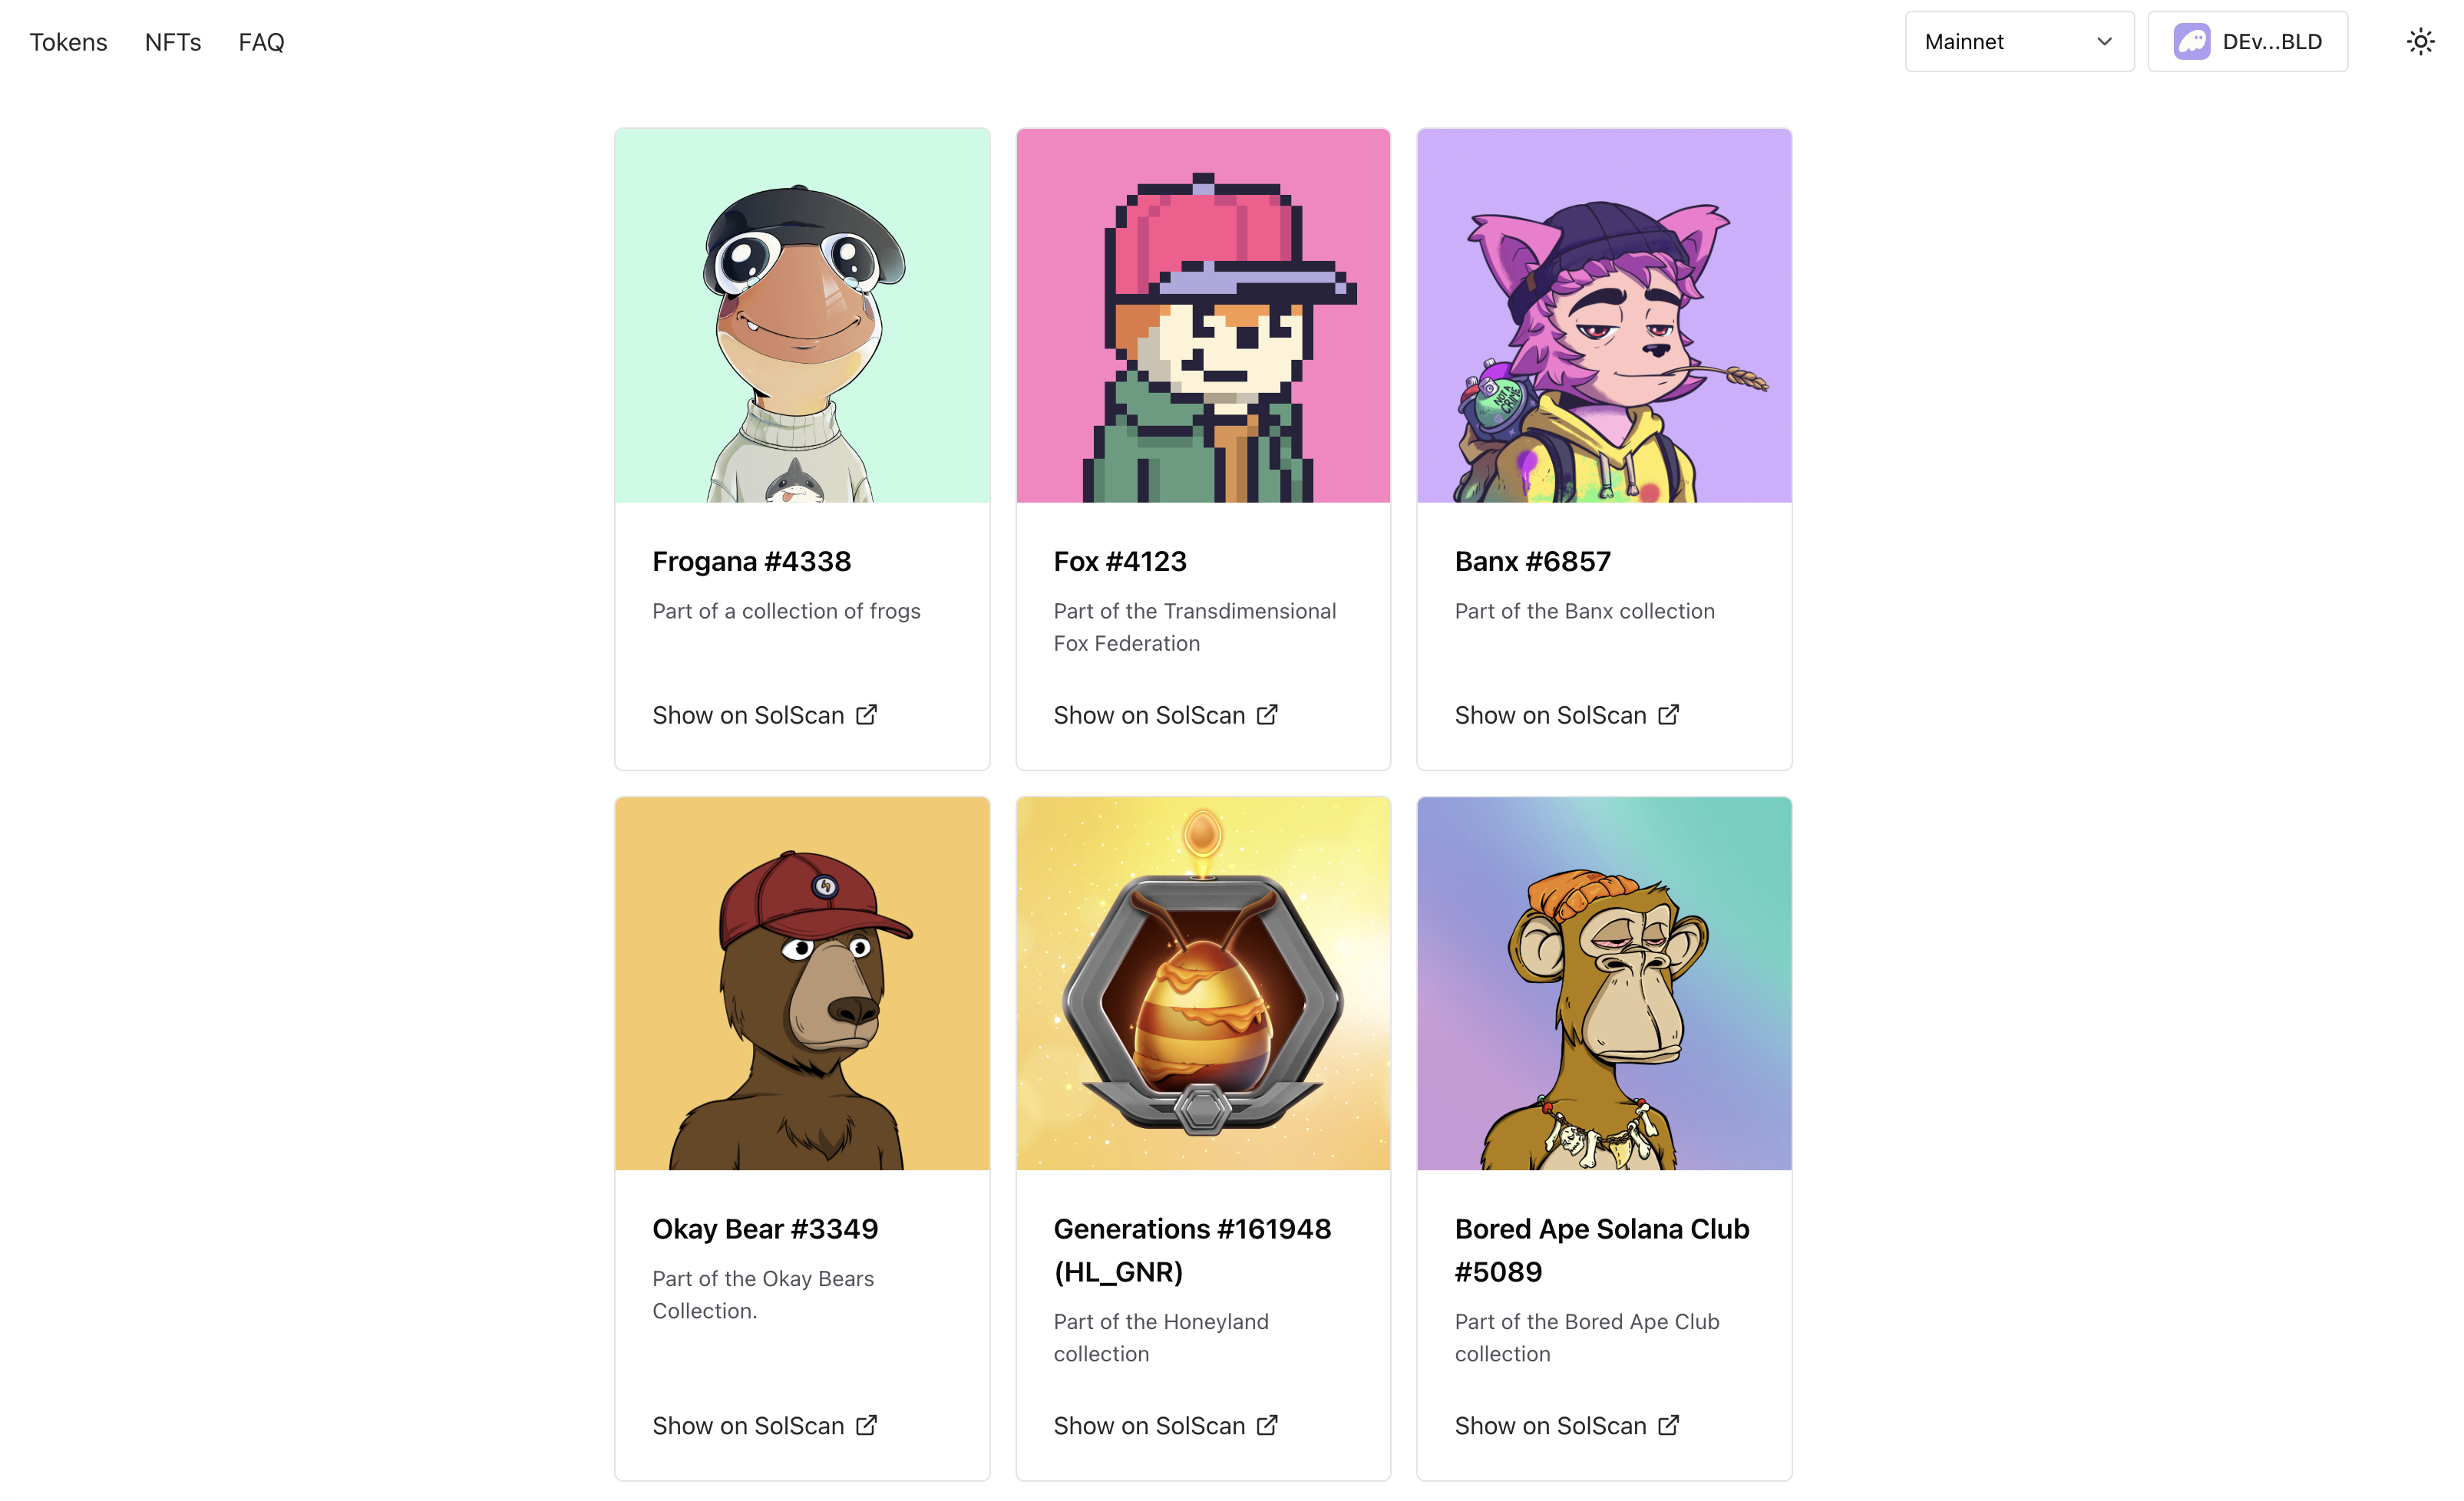 Tokens NFTs FAQ Mainnet DEv...BLD
NOT A
CRIME
Frogana #4338
Part of a collection of frogs
Show on SolScan
Fox #4123
Part of the Transdimensional
Fox Federation
Show on SolScan
Banx #6857
Part of the Banx collection
Show on SolScan
Okay Bear #3349
Part of the Okay Bears
Collection.
Show on SolScan
Generations #161948
(HL_GNR)
Part of the Honeyland
collection
Show on SolScan
Bored Ape Solana Club
#5089
Part of the Bored Ape Club
collection
Show on SolScan